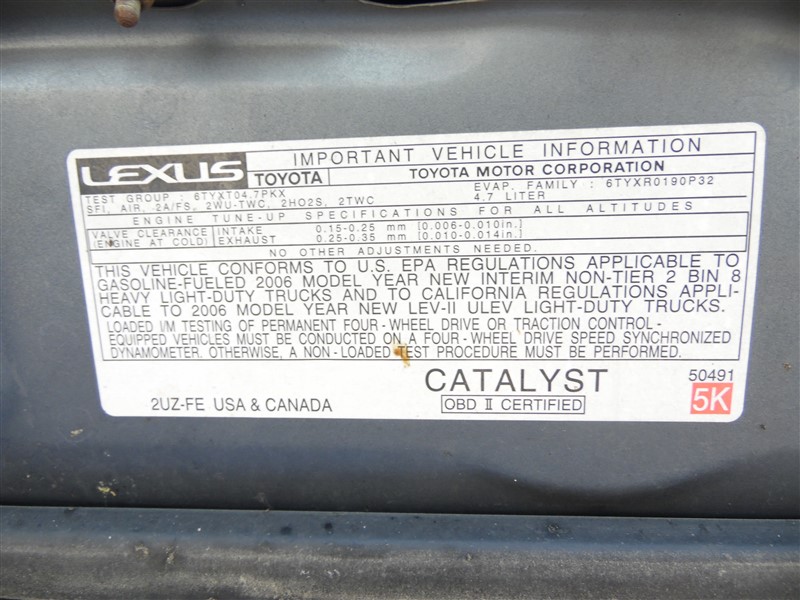 LEXUS TOYOTA IMPORTANT VEHICLE INFORMATION
TOYOTA MOTOR CORPORATION
TEST GROUP : 6TYXT04.7PKX EVAP. FAMILY : 6TYXR0190P32
SFI, AIR, 2A/FS, 2WU-TWC, 2HO2S, 2TWC 4.7 LITER
ENGINE TUNE-UP SPECIFICATIONS FOR ALL ALTITUDES
VALVE CLEARANCE INTAKE 0.15-0.25 mm [0.006-0.010in.]
(ENGINE AT COLD) EXHAUST 0.25-0.35 mm [0.010-0.014in.]
NO OTHER ADJUSTMENTS NEEDED.
THIS VEHICLE CONFORMS TO U.S. EPA REGULATIONS APPLICABLE TO
GASOLINE-FUELED 2006 MODEL YEAR NEW INTERIM NON-TIER 2 BIN 8
HEAVY LIGHT-DUTY TRUCKS AND TO CALIFORNIA REGULATIONS APPLI-
CABLE TO 2006 MODEL YEAR NEW LEV-II ULEV LIGHT-DUTY TRUCKS.
LOADED I/M TESTING OF PERMANENT FOUR-WHEEL DRIVE OR TRACTION CONTROL-
EQUIPPED VEHICLES MUST BE CONDUCTED ON A FOUR-WHEEL DRIVE SPEED SYNCHRONIZED
DYNAMOMETER. OTHERWISE, A NON-LOADED TEST PROCEDURE MUST BE PERFORMED.
CATALYST 50491
2UZ-FE USA & CANADA OBD II CERTIFIED 5K